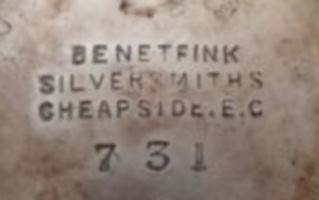 BENETFINK
SILVERSMITHS
CHEAPSIDE.E.C
731